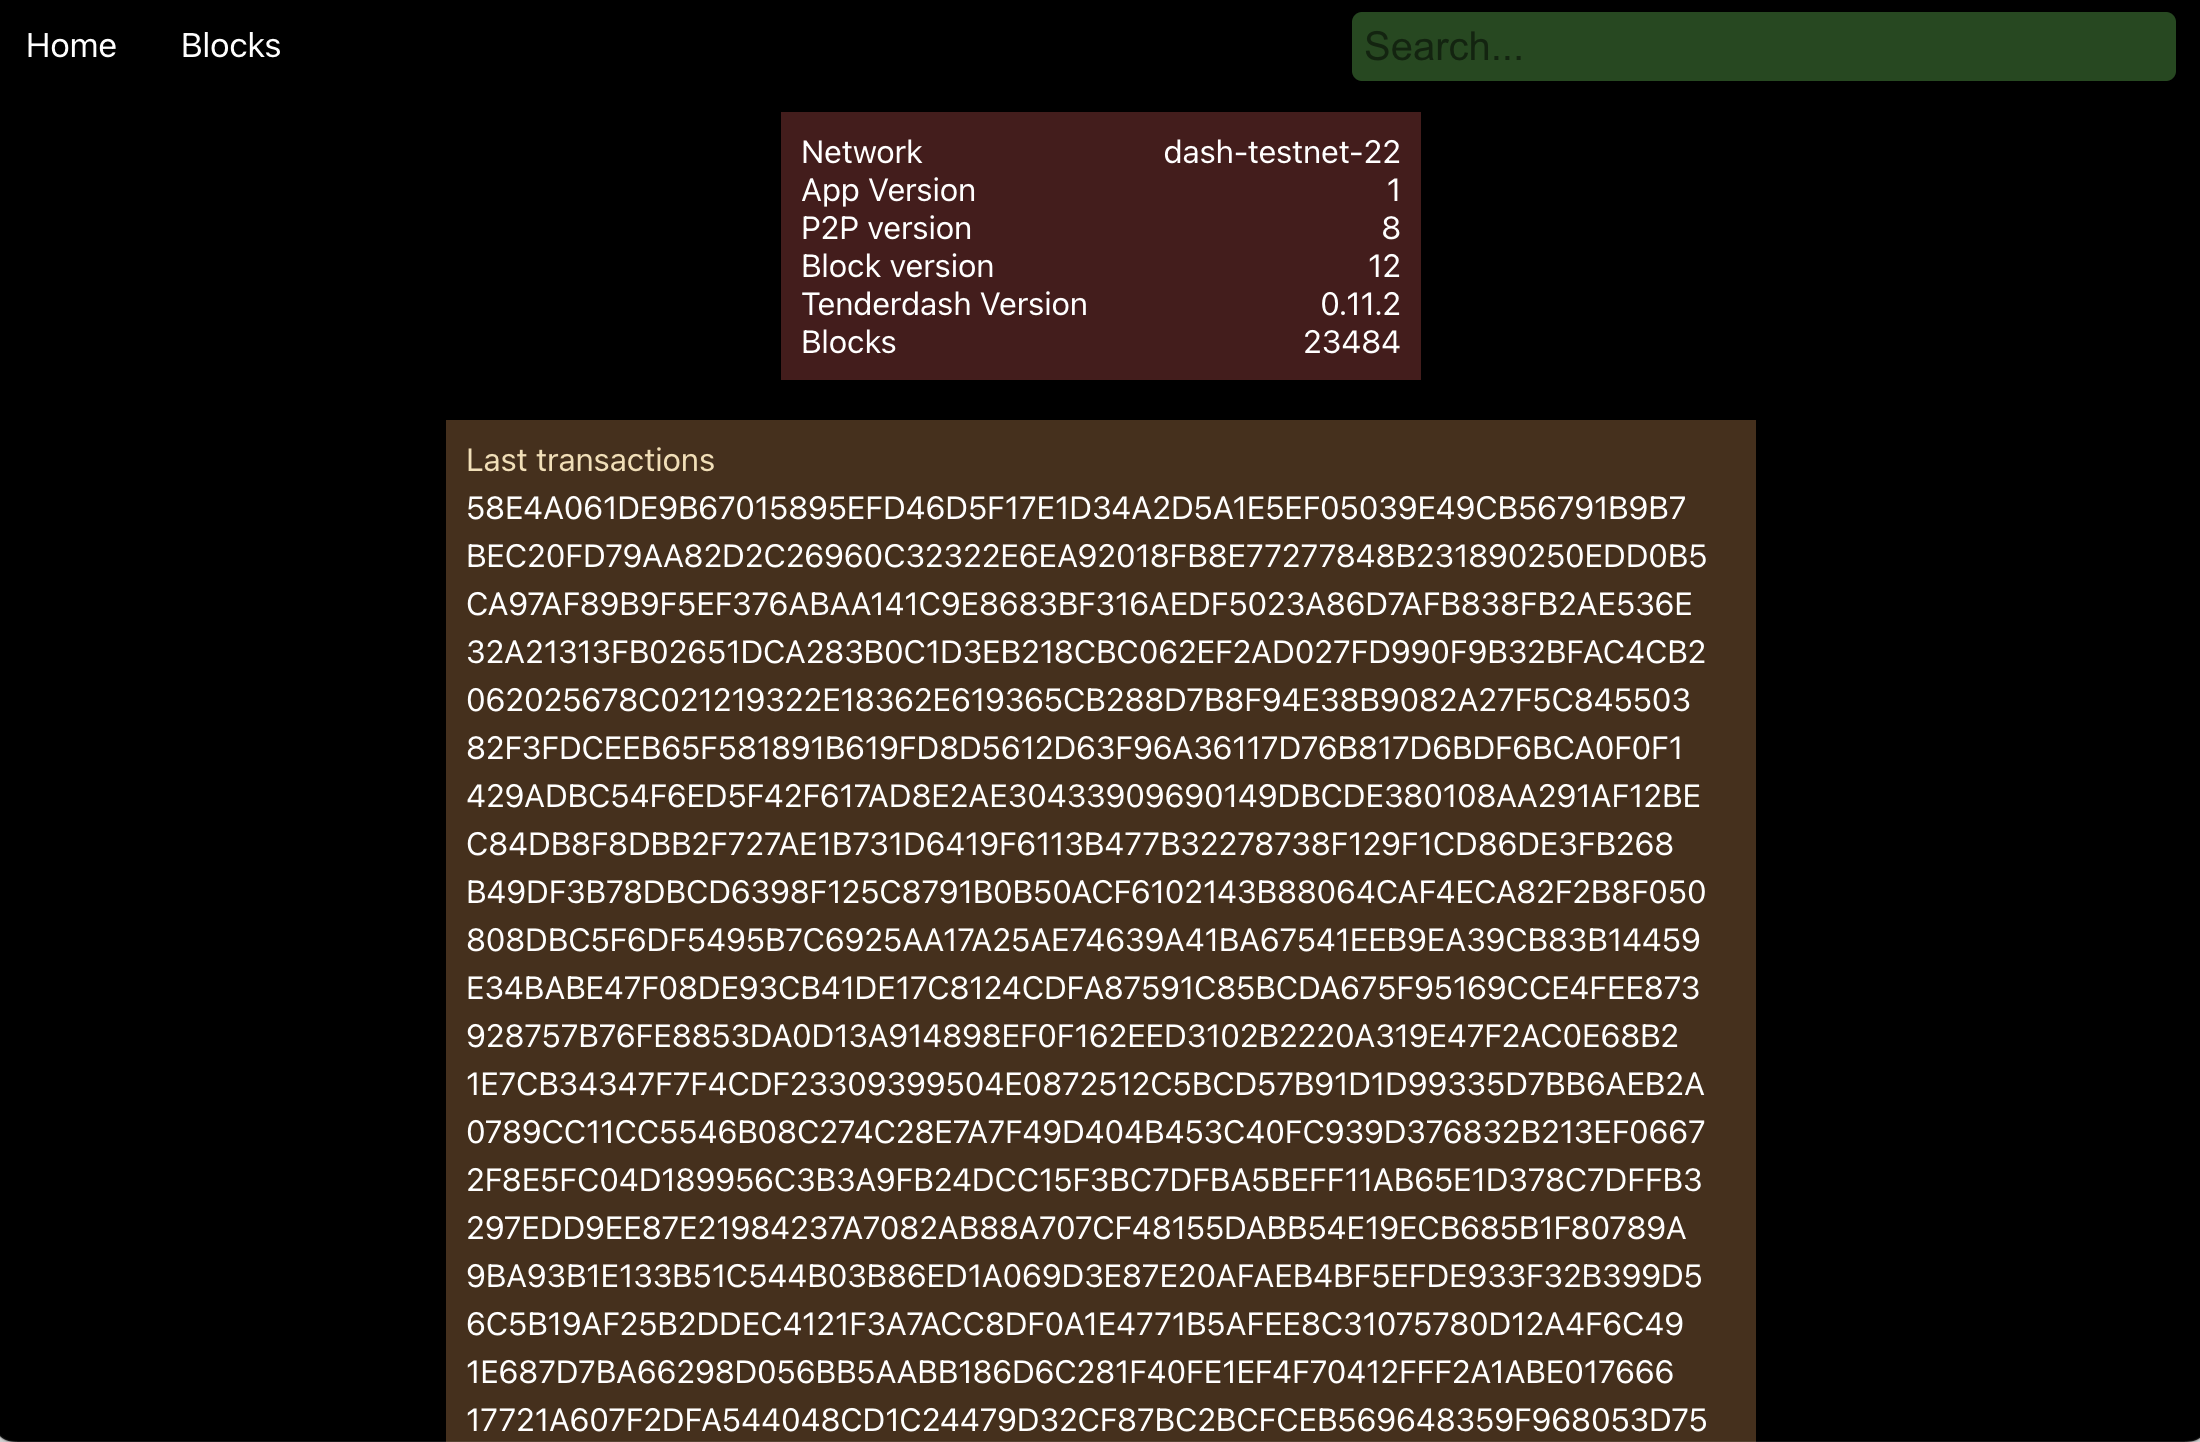 Home Blocks Search...
Network dash-testnet-22
App Version 1
P2P version 8
Block version 12
Tenderdash Version 0.11.2
Blocks 23484
Last transactions
58E4A061DE9B67015895EFD46D5F17E1D34A2D5A1E5EF05039E49CB56791B9B7
BEC20FD79AA82D2C26960C32322E6EA92018FB8E77277848B231890250EDD0B5
CA97AF89B9F5EF376ABAA141C9E8683BF316AEDF5023A86D7AFB838FB2AE536E
32A21313FB02651DCA283B0C1D3EB218CBC062EF2AD027FD990F9B32BFAC4CB2
062025678C021219322E18362E619365CB288D7B8F94E38B9082A27F5C845503
82F3FDCEEB65F581891B619FD8D5612D63F96A36117D76B817D6BDF6BCA0F0F1
429ADBC54F6ED5F42F617AD8E2AE30433909690149DBCDE380108AA291AF12BE
C84DB8F8DBB2F727AE1B731D6419F6113B477B32278738F129F1CD86DE3FB268
B49DF3B78DBCD6398F125C8791B0B50ACF6102143B88064CAF4ECA82F2B8F050
808DBC5F6DF5495B7C6925AA17A25AE74639A41BA67541EEB9EA39CB83B14459
E34BABE47F08DE93CB41DE17C8124CDFA87591C85BCDA675F95169CCE4FEE873
928757B76FE8853DA0D13A914898EF0F162EED3102B2220A319E47F2AC0E68B2
1E7CB34347F7F4CDF23309399504E0872512C5BCD57B91D1D99335D7BB6AEB2A
0789CC11CC5546B08C274C28E7A7F49D404B453C40FC939D376832B213EF0667
2F8E5FC04D189956C3B3A9FB24DCC15F3BC7DFBA5BEFF11AB65E1D378C7DFFB3
297EDD9EE87E21984237A7082AB88A707CF48155DABB54E19ECB685B1F80789A
9BA93B1E133B51C544B03B86ED1A069D3E87E20AFAEB4BF5EFDE933F32B399D5
6C5B19AF25B2DDEC4121F3A7ACC8DF0A1E4771B5AFEE8C31075780D12A4F6C49
1E687D7BA66298D056BB5AABB186D6C281F40FE1EF4F70412FFF2A1ABE017666
17721A607F2DFA544048CD1C24479D32CF87BC2BCFCEB569648359F968053D75